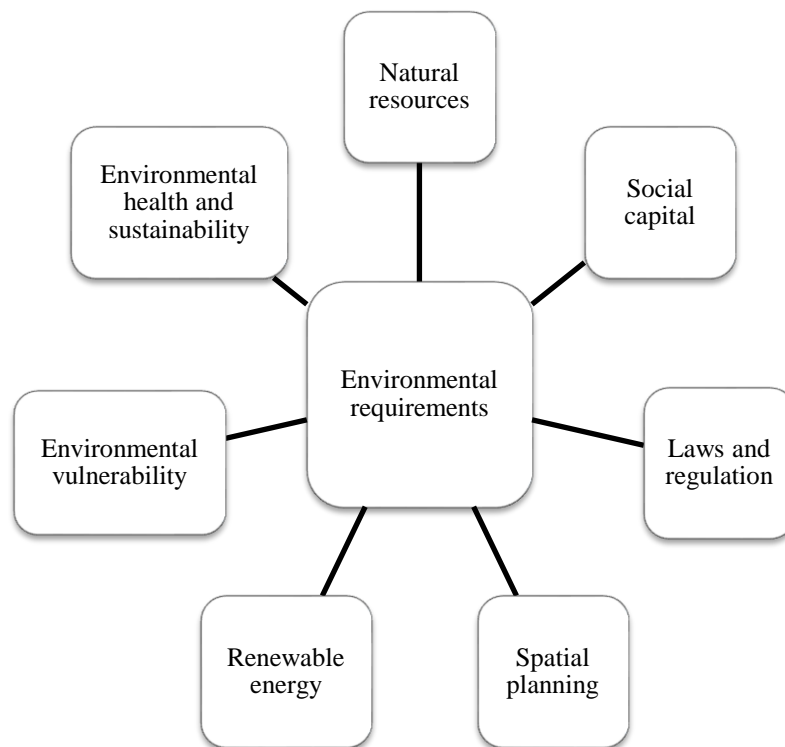 Natural
resources
Environmental
health and
sustainability
Social
capital
Environmental
requirements
Environmental
vulnerability
Laws and
regulation
Renewable
energy
Spatial
planning